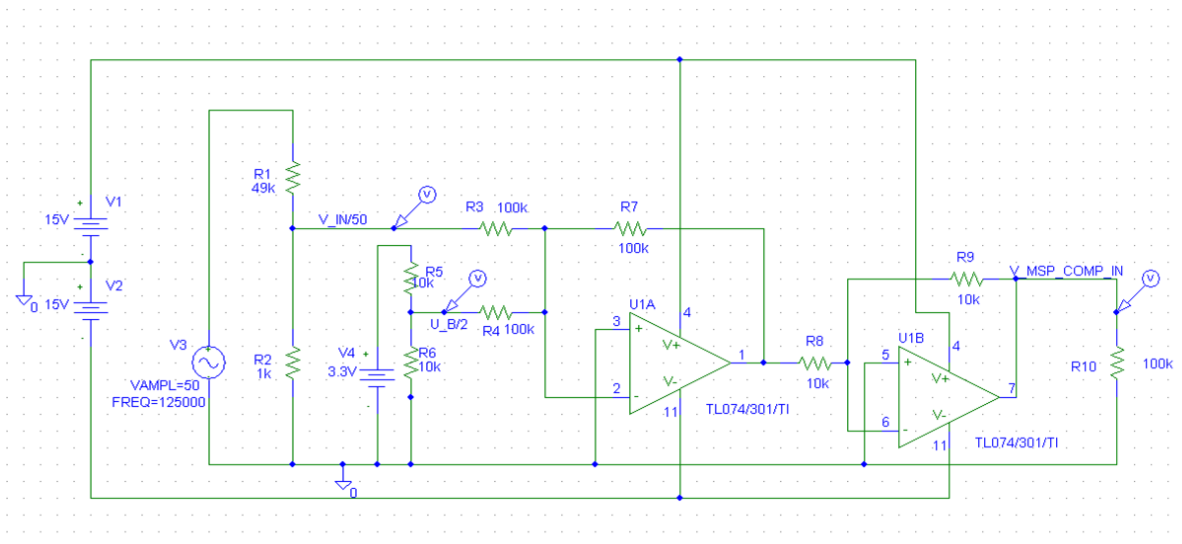 R1
49k
V1
15V
0
V2
15V
V_IN/50
R3 100k
R7
100k
R5
10k
U_B/2
R4 100k
V4
3.3V
R6
10k
V3
VAMPL=50
FREQ=125000
R2
1k
0
U1A
3
+
2
-
V+
V-
4
11
1
TL074/301/TI
R8
10k
R9
10k
V_MSP_COMP_IN
U1B
5
+
6
-
V+
V-
4
11
7
TL074/301/TI
R10
100k
V
V
V